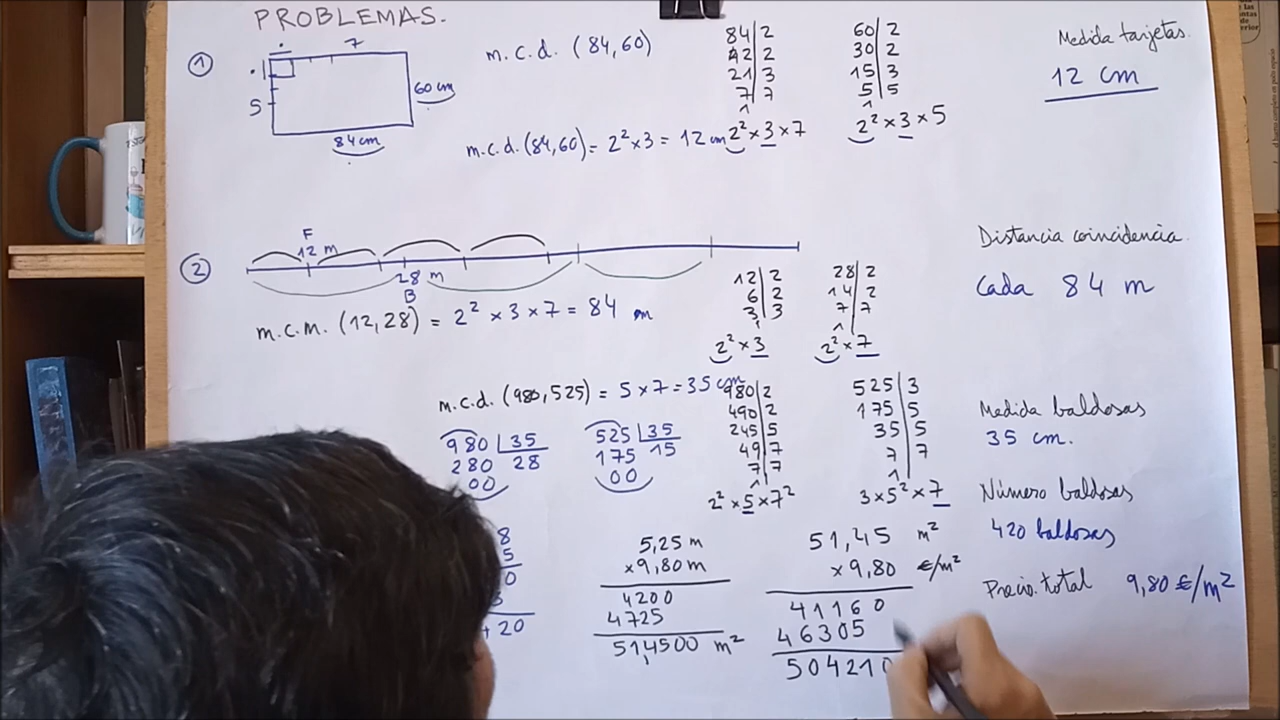 PROBLEMAS.
1
7
1
5
60 cm
84 cm
m.c.d. (84,60)
m.c.d. (84,60) = 2² × 3 = 12 cm
84 | 2
42 | 2
21 | 3
7 | 7
1
2² × 3 × 7
60 | 2
30 | 2
15 | 3
5 | 5
1
2² × 3 × 5
Medida tarjetas.
12 cm
2
F
12 m
28 m
B
m.c.m. (12,28) = 2² × 3 × 7 = 84 m
12 | 2
6 | 2
3 | 3
1
2² × 3
28 | 2
14 | 2
7 | 7
1
2² × 7
Distancia coincidencia.
Cada 84 m
m.c.d. (980,525) = 5 × 7 = 35 cm
980 | 35
280 28
00
525 | 35
175 15
00
980 | 2
490 | 2
245 | 5
49 | 7
7 | 7
1
2² × 5 × 7²
525 | 3
175 | 5
35 | 5
7 | 7
1
3 × 5² × 7
Medida baldosas
35 cm.
Número baldosas
420 baldosas
Precio total 9,80 €/m²
8
5
0
420
5,25 m
×9,80 m
4200
4725
51,4500 m²
51,45 m²
×9,80 €/m²
41160
46305
504210